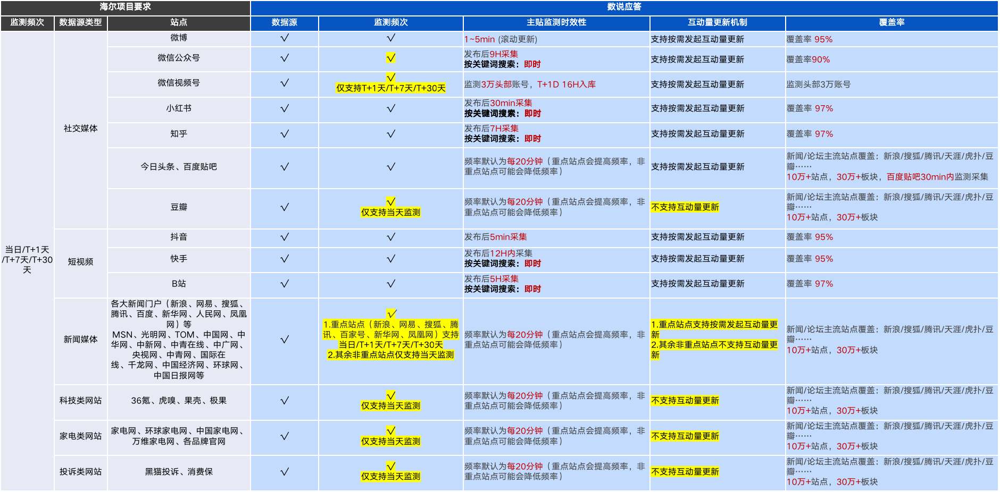 海尔项目要求
数说应答
监测频次
数据源类型
站点
数据源
监测频次
主贴监测时效性
互动量更新机制
覆盖率
当日/T+1天
/T+7天/T+30
天
社交媒体
微博
√
√
1~5min (滚动更新)
支持按需发起互动量更新
覆盖率 95%
微信公众号
√
√
发布后9H采集
按关键词搜索：即时
支持按需发起互动量更新
覆盖率90%
微信视频号
√
√
仅支持T+1天/T+7天/T+30天
监测3万头部账号，T+1D 16H入库
支持按需发起互动量更新
监测头部3万账号
小红书
√
√
发布后30min采集
按关键词搜索：即时
支持按需发起互动量更新
覆盖率 97%
知乎
√
√
发布后7H采集
按关键词搜索：即时
支持按需发起互动量更新
覆盖率 97%
今日头条、百度贴吧
√
√
频率默认为每20分钟（重点站点会提高频率，非
重点站点可能会降低频率）
支持按需发起互动量更新
新闻/论坛主流站点覆盖：新浪/搜狐/腾讯/天涯/虎扑/豆
瓣……
10万+站点，30万+板块，百度贴吧30min内监测采集
豆瓣
√
√
仅支持当天监测
频率默认为每20分钟（重点站点会提高频率，非
重点站点可能会降低频率）
不支持互动量更新
新闻/论坛主流站点覆盖：新浪/搜狐/腾讯/天涯/虎扑/豆
瓣……
10万+站点，30万+板块
短视频
抖音
√
√
发布后5min采集
支持按需发起互动量更新
覆盖率 95%
快手
√
√
发布后12H内采集
按关键词搜索：即时
支持按需发起互动量更新
覆盖率 95%
B站
√
√
发布后5H采集
按关键词搜索：即时
支持按需发起互动量更新
覆盖率 97%
新闻媒体
各大新闻门户（新浪、网易、搜狐、
腾讯、百度、新华网、人民网、凤凰
网）等
MSN、光明网、TOM、中国网、中
华网、中新网、中青在线、中广网、
央视网、中青网、国际在
线、千龙网、中国经济网、环球网、
中国日报网等
√
√
1.重点站点（新浪、网易、搜狐、腾
讯、百家号、新华网、凤凰网）支持
当日/T+1天/T+7天/T+30天
2.其余非重点站点仅支持当天监测
频率默认为每20分钟（重点站点会提高频率，非
重点站点可能会降低频率）
1.重点站点支持按需发起互动量更
新
2.其余非重点站点不支持互动量更
新
新闻/论坛主流站点覆盖：新浪/搜狐/腾讯/天涯/虎扑/豆
瓣……
10万+站点，30万+板块
科技类网站
36氪、虎嗅、果壳、极果
√
√
仅支持当天监测
频率默认为每20分钟（重点站点会提高频率，非
重点站点可能会降低频率）
不支持互动量更新
新闻/论坛主流站点覆盖：新浪/搜狐/腾讯/天涯/虎扑/豆
瓣……
10万+站点，30万+板块
家电类网站
家电网、环球家电网、中国家电网、
万维家电网、各品牌官网
√
√
仅支持当天监测
频率默认为每20分钟（重点站点会提高频率，非
重点站点可能会降低频率）
不支持互动量更新
新闻/论坛主流站点覆盖：新浪/搜狐/腾讯/天涯/虎扑/豆
瓣……
10万+站点，30万+板块
投诉类网站
黑猫投诉、消费保
√
√
仅支持当天监测
频率默认为每20分钟（重点站点会提高频率，非
重点站点可能会降低频率）
不支持互动量更新
新闻/论坛主流站点覆盖：新浪/搜狐/腾讯/天涯/虎扑/豆
瓣……
10万+站点，30万+板块